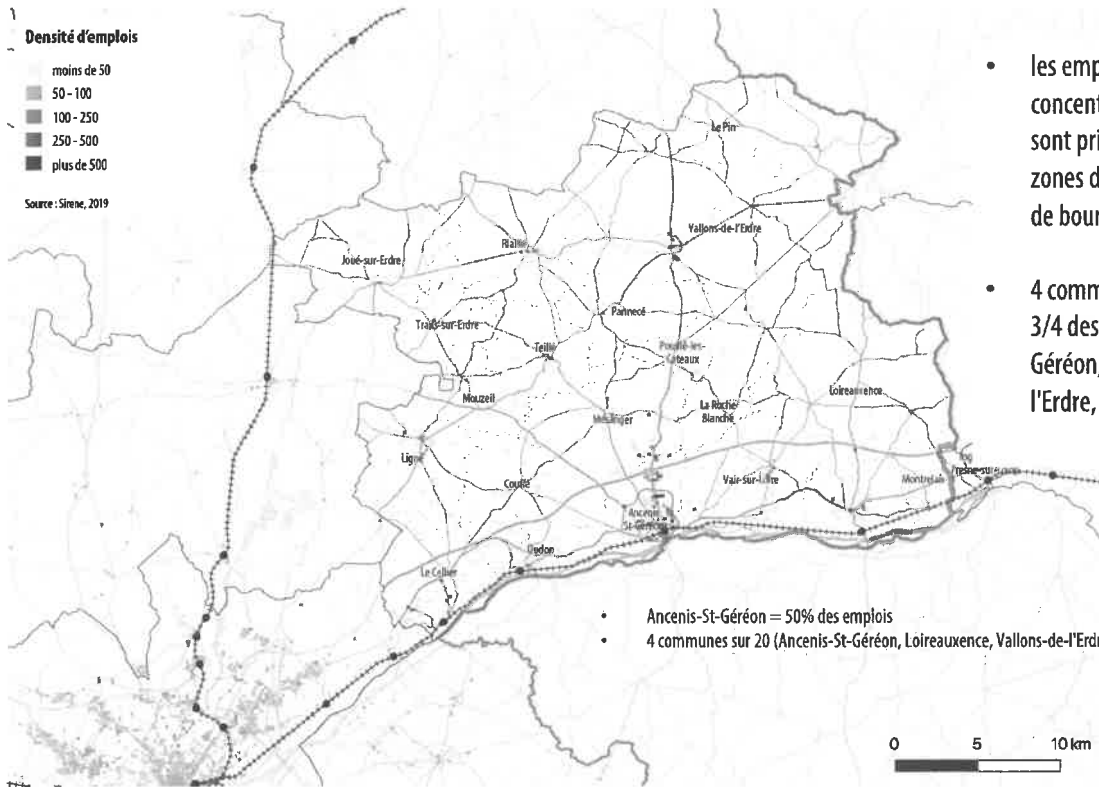 Densité d'emplois
moins de 50
50 - 100
100 - 250
250 - 500
plus de 500
Source : Sirene, 2019
Le Pin
Vallons-de-l'Erdre
Riaillé
Joué-sur-Erdre
Pannecé
Trans-sur-Erdre
Teillé
Pouillé-les-
Côteaux
Mouzeil
La Roche
Blanche
Loireauxence
Mésanger
Ligné
Couffé
Vair-sur-Loire
Montrelais
Ancenis
St-Géréon
Oudon
Le Cellier
les emp
concent
sont pri
zones d
de bour
4 comm
3/4 des
Géréon,
l'Erdre,
Ancenis-St-Géréon = 50% des emplois
4 communes sur 20 (Ancenis-St-Géréon, Loireauxence, Vallons-de-l'Erdr
0 5 10 km